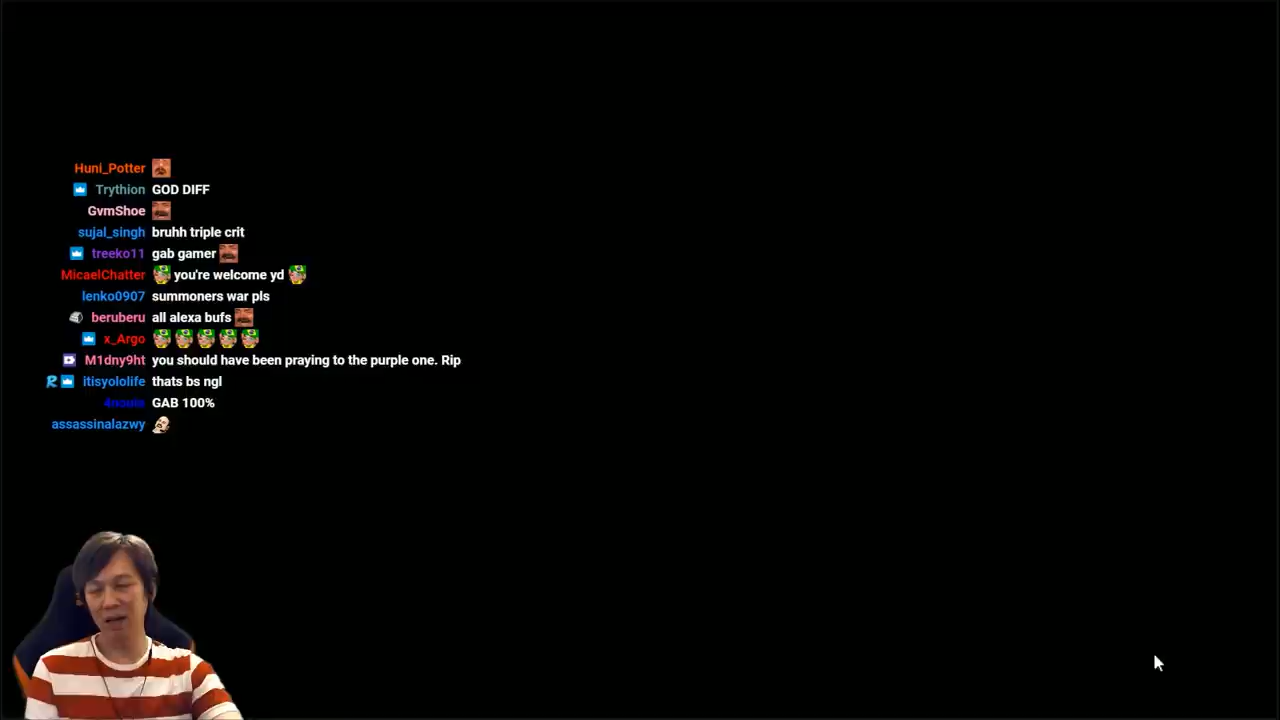 Huni_Potter
Trythion GOD DIFF
GvmShoe
sujal_singh bruhh triple crit
treeko11 gab gamer
MicaelChatter you're welcome yd
lenko0907 summoners war pls
beruberu all alexa bufs
x_Argo
M1dny9ht you should have been praying to the purple one. Rip
itisyololife thats bs ngl
GAB 100%
assassinalazwy